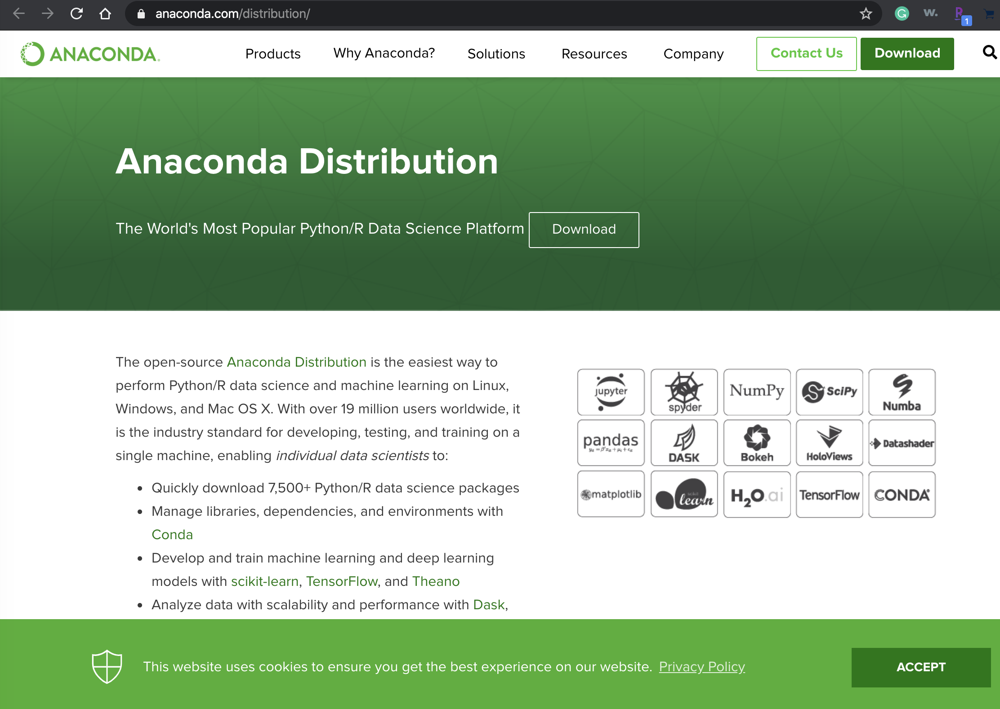 anaconda.com/distribution/
G
w.
R
1
ANACONDA.
Products
Why Anaconda?
Solutions
Resources
Company
Contact Us
Download
Anaconda Distribution
The World's Most Popular Python/R Data Science Platform
Download
The open-source Anaconda Distribution is the easiest way to
perform Python/R data science and machine learning on Linux,
Windows, and Mac OS X. With over 19 million users worldwide, it
is the industry standard for developing, testing, and training on a
single machine, enabling individual data scientists to:
• Quickly download 7,500+ Python/R data science packages
• Manage libraries, dependencies, and environments with
Conda
• Develop and train machine learning and deep learning
models with scikit-learn, TensorFlow, and Theano
• Analyze data with scalability and performance with Dask,
jupyter
spyder
NumPy
SciPy
Numba
pandas
DASK
Bokeh
HoloViews
Datashader
matplotlib
scikit
learn
H2O.ai
TensorFlow
CONDA
This website uses cookies to ensure you get the best experience on our website. Privacy Policy
ACCEPT